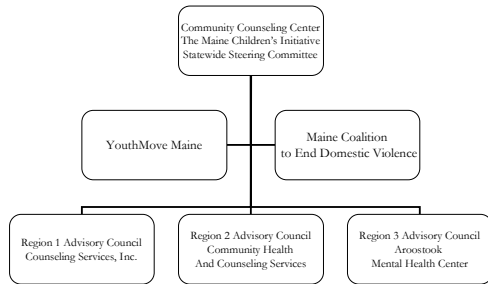 Community Counseling Center
The Maine Children's Initiative
Statewide Steering Committee
YouthMove Maine
Maine Coalition
to End Domestic Violence
Region 1 Advisory Council
Counseling Services, Inc.
Region 2 Advisory Council
Community Health
And Counseling Services
Region 3 Advisory Council
Aroostook
Mental Health Center